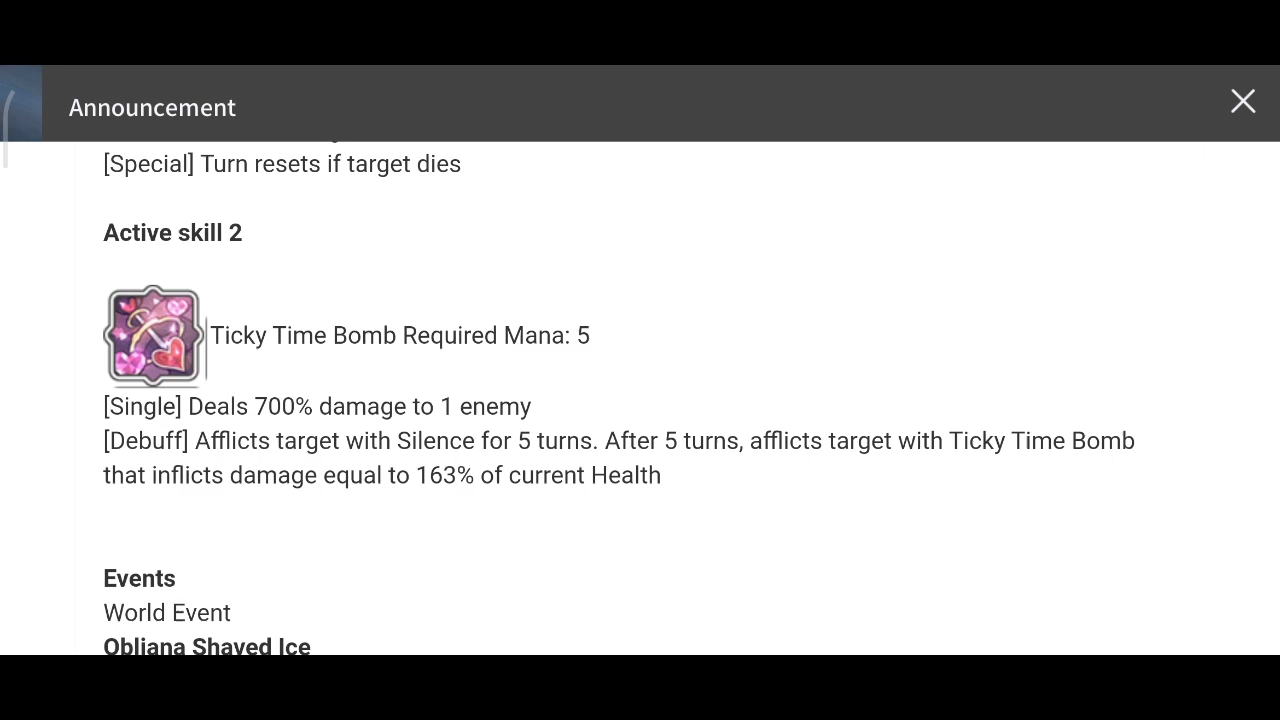 Announcement
[Special] Turn resets if target dies
Active skill 2
Ticky Time Bomb Required Mana: 5
[Single] Deals 700% damage to 1 enemy
[Debuff] Afflicts target with Silence for 5 turns. After 5 turns, afflicts target with Ticky Time Bomb
that inflicts damage equal to 163% of current Health
Events
World Event
Obliana Shaved Ice